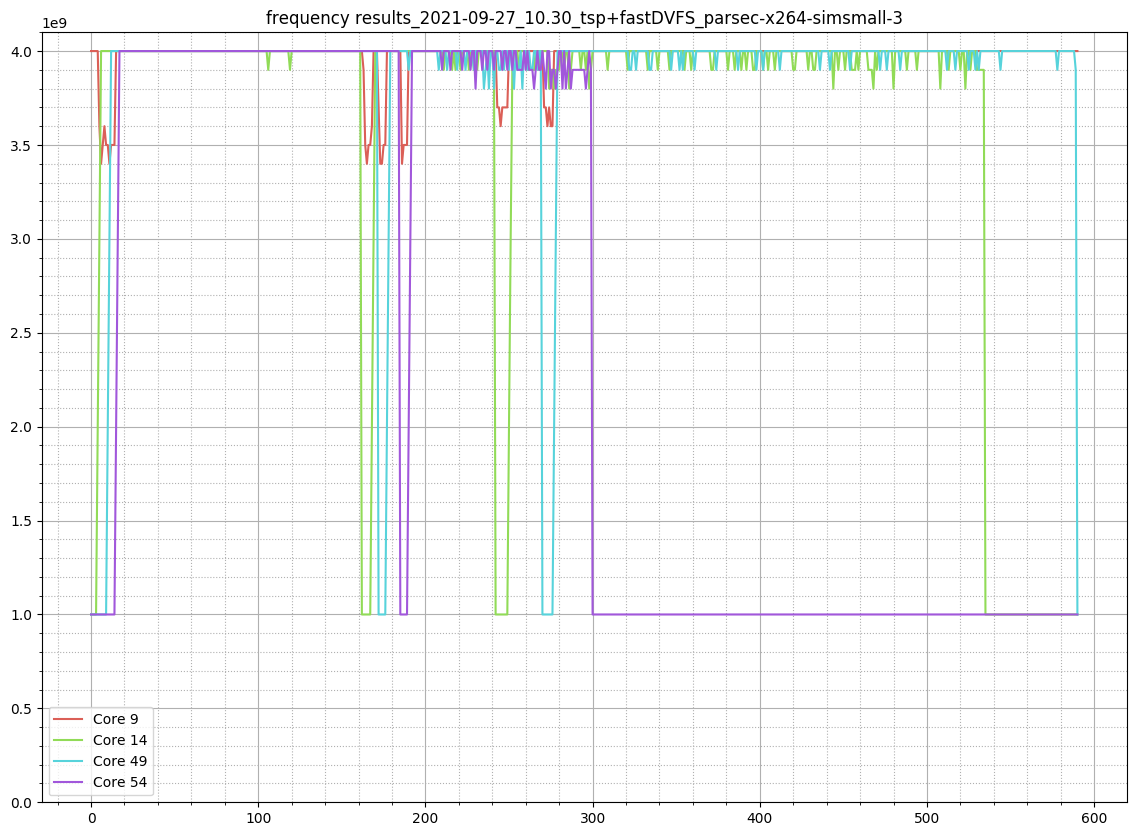 frequency results_2021-09-27_10.30_tsp+fastDVFS_parsec-x264-simsmall-3
1e9
4.0
3.5
3.0
2.5
2.0
1.5
1.0
0.5
0.0
Core 9
Core 14
Core 49
Core 54
0 100 200 300 400 500 600